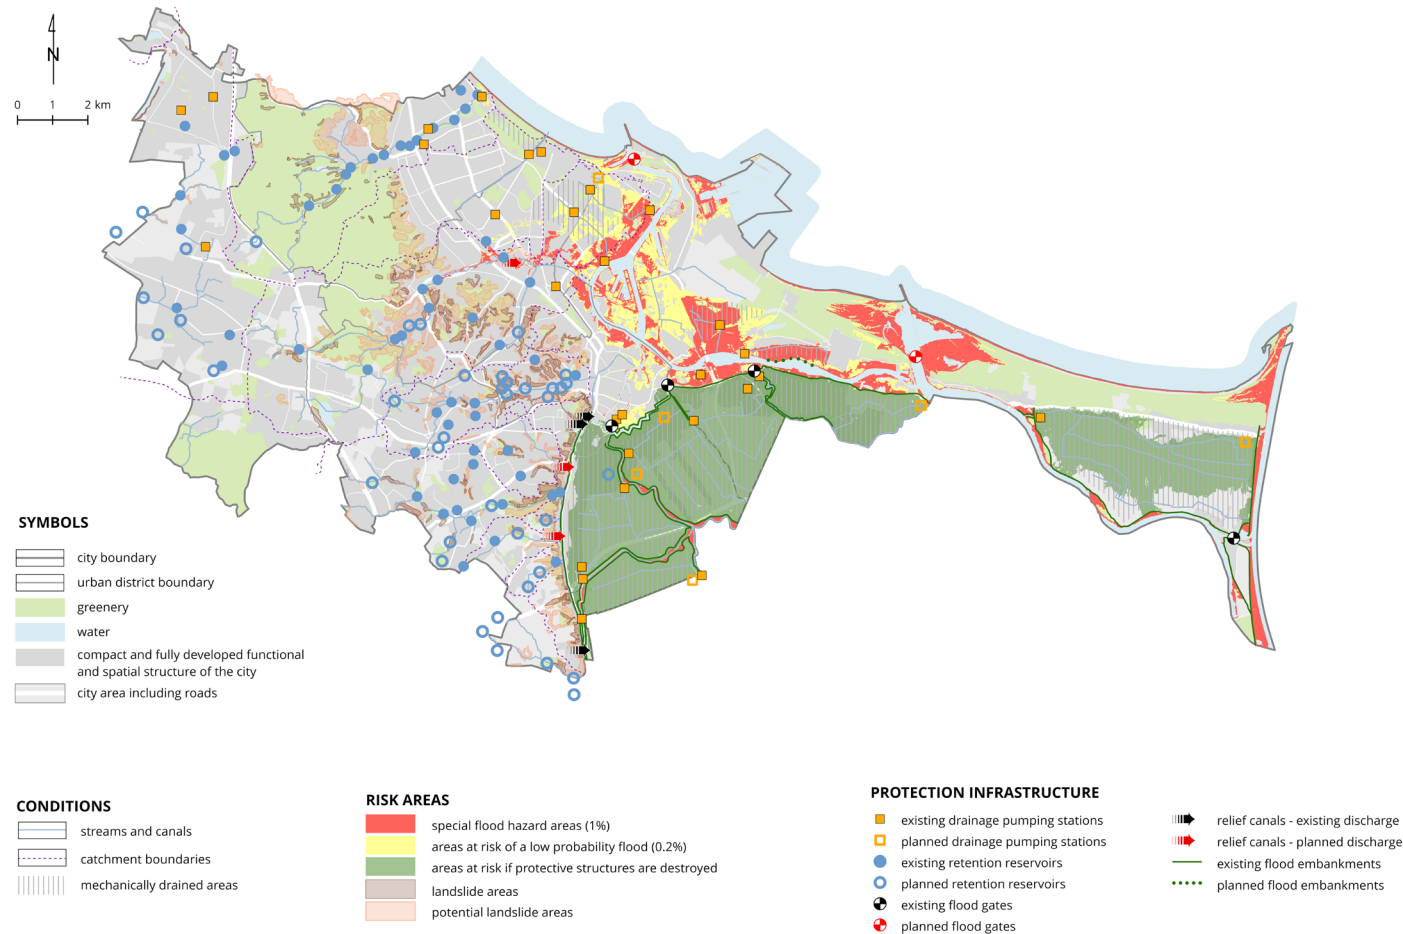 N
0 1 2 km
SYMBOLS
city boundary
urban district boundary
greenery
water
compact and fully developed functional
and spatial structure of the city
city area including roads
CONDITIONS
streams and canals
catchment boundaries
mechanically drained areas
RISK AREAS
special flood hazard areas (1%)
areas at risk of a low probability flood (0.2%)
areas at risk if protective structures are destroyed
landslide areas
potential landslide areas
PROTECTION INFRASTRUCTURE
existing drainage pumping stations
planned drainage pumping stations
existing retention reservoirs
planned retention reservoirs
existing flood gates
planned flood gates
relief canals - existing discharge
relief canals - planned discharge
existing flood embankments
planned flood embankments